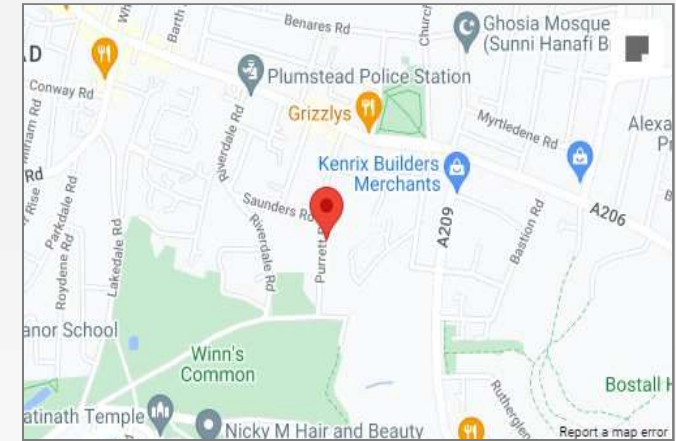 Benares Rd
Ghosia Mosque
(Sunni Hanafi B
Plumstead Police Station
Conway Rd
Grizzlys
Myrtledene Rd
Alexa
Riverdale Rd
Kenrix Builders
Merchants
Rd
Saunders Rd
A206
Parkdale Rd
Roydene Rd
Lakedale Rd
Riverdale Rd
Purrett
A209
Bastion Rd
anor School
Winn's
Common
Bostall H
atinath Temple
Nicky M Hair and Beauty
Rutherglen
Report a map error